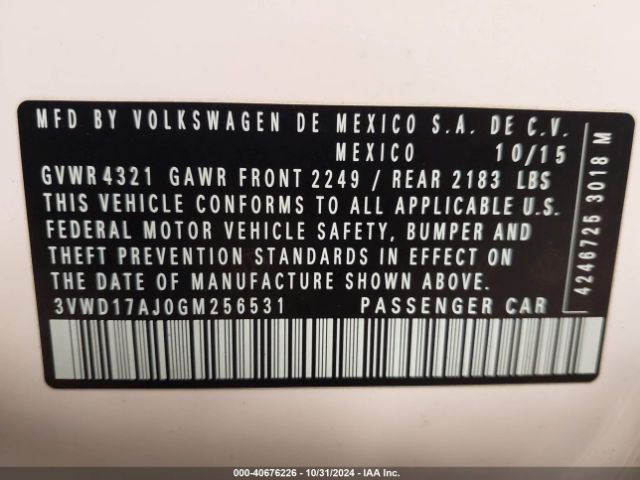 MFD BY VOLKSWAGEN DE MEXICO S.A. DE C.V.
MEXICO 10/15
GVWR 4321 GAWR FRONT 2249 / REAR 2183 LBS
THIS VEHICLE CONFORMS TO ALL APPLICABLE U.S.
FEDERAL MOTOR VEHICLE SAFETY, BUMPER AND
THEFT PREVENTION STANDARDS IN EFFECT ON
THE DATE OF MANUFACTURE SHOWN ABOVE.
3VWD17AJ0GM256531 PASSENGER CAR
4246725 3018 M
000-40676226 - 10/31/2024 - IAA Inc.